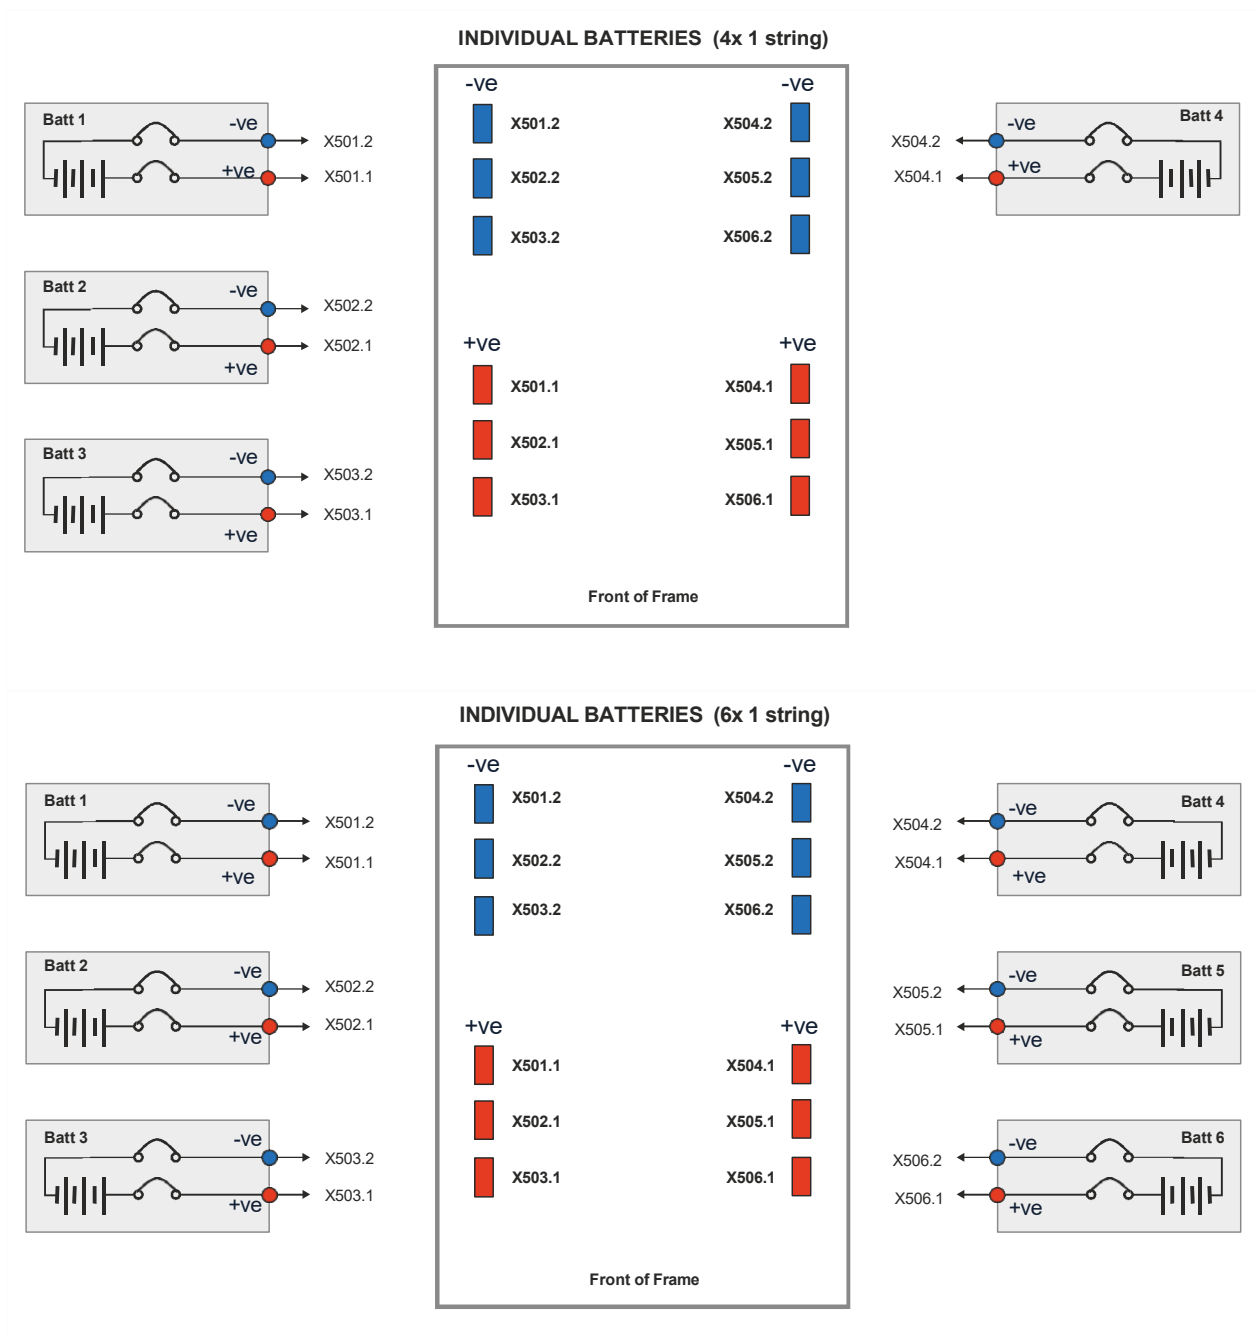 INDIVIDUAL BATTERIES (4x 1 string)
Batt 1
-ve
+ve
X501.2
X501.1
Batt 2
-ve
+ve
X502.2
X502.1
Batt 3
-ve
+ve
X503.2
X503.1
-ve
-ve
X501.2
X504.2
X502.2
X505.2
X503.2
X506.2
+ve
+ve
X501.1
X504.1
X502.1
X505.1
X503.1
X506.1
Front of Frame
Batt 4
X504.2
-ve
X504.1
+ve
INDIVIDUAL BATTERIES (6x 1 string)
Batt 1
-ve
+ve
X501.2
X501.1
Batt 2
-ve
+ve
X502.2
X502.1
Batt 3
-ve
+ve
X503.2
X503.1
-ve
-ve
X501.2
X504.2
X502.2
X505.2
X503.2
X506.2
+ve
+ve
X501.1
X504.1
X502.1
X505.1
X503.1
X506.1
Front of Frame
Batt 4
X504.2
-ve
X504.1
+ve
Batt 5
X505.2
-ve
X505.1
+ve
Batt 6
X506.2
-ve
X506.1
+ve